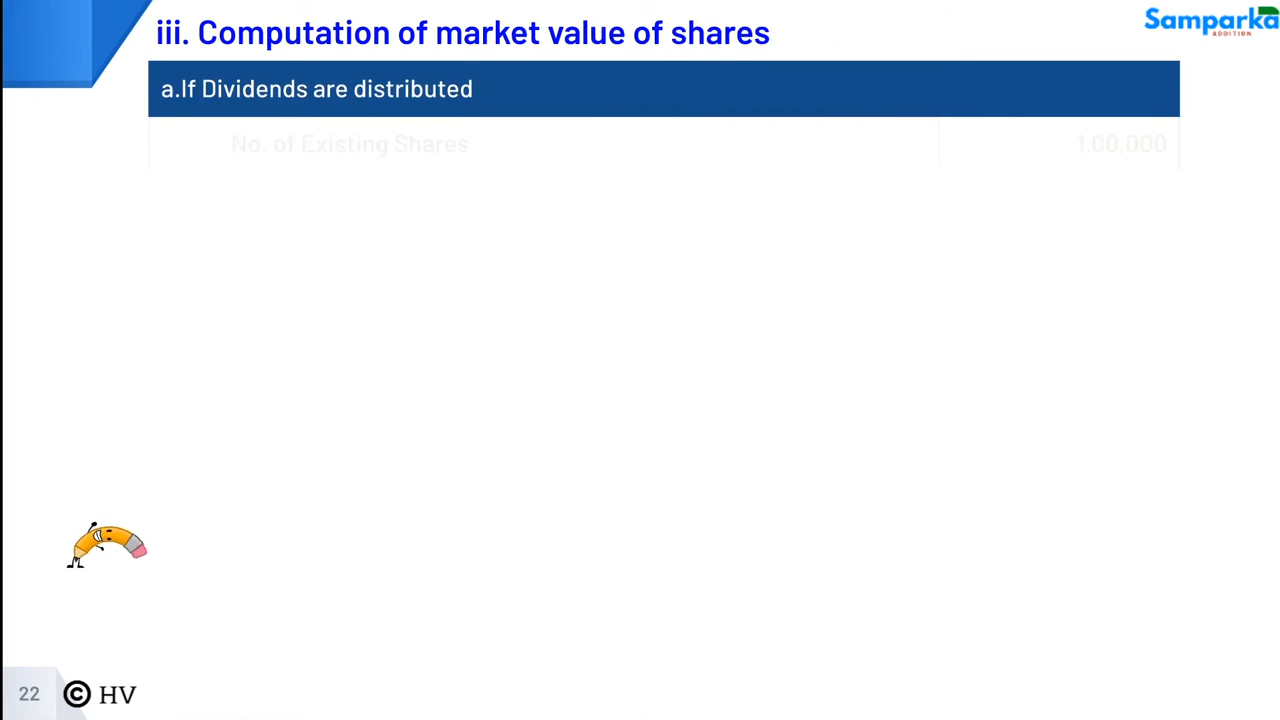 iii. Computation of market value of shares
Samparka
ADDITION
a.If Dividends are distributed
No. of Existing Shares 1,00,000
22 © HV